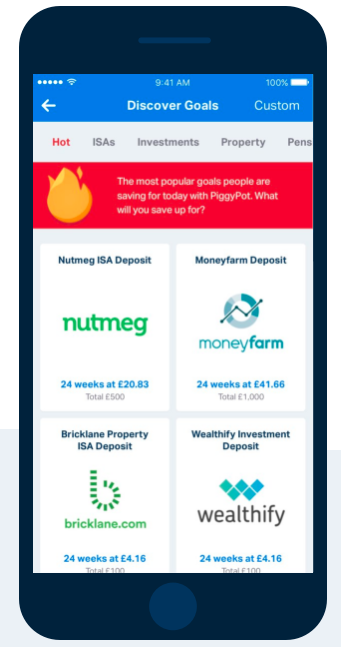 9:41 AM
100%
Discover Goals
Custom
Hot
ISAs
Investments
Property
Pens
The most popular goals people are
saving for today with PiggyPot. What
will you save up for?
Nutmeg ISA Deposit
nutmeg
24 weeks at £20.83
Total £500
Moneyfarm Deposit
moneyfarm
24 weeks at £41.66
Total £1,000
Bricklane Property
ISA Deposit
bricklane.com
24 weeks at £4.16
Total £100
Wealthify Investment
Deposit
wealthify
24 weeks at £4.16
Total £100